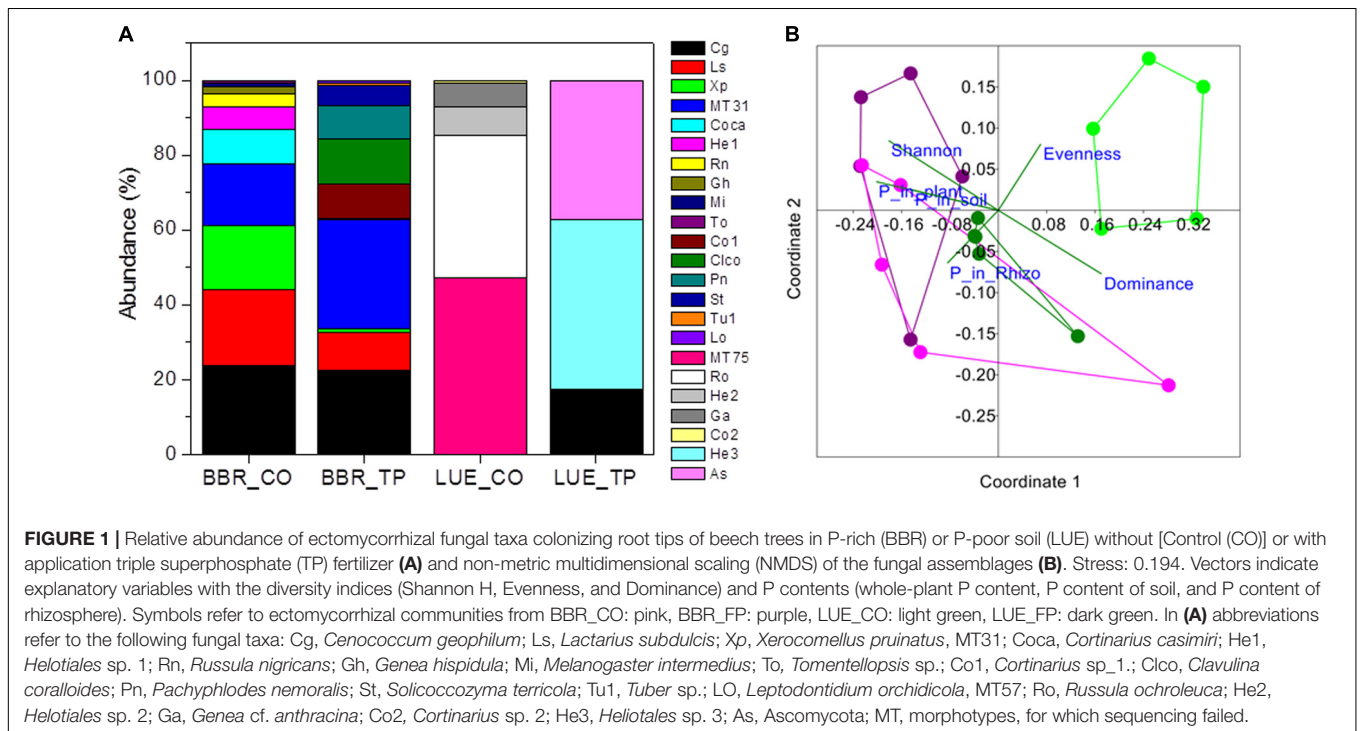 A
B
Abundance (%)
100
80
60
40
20
0
BBR_CO
BBR_TP
LUE_CO
LUE_TP
Cg
Ls
Xp
MT31
Coca
He1
Rn
Gh
Mi
To
Co1
Clco
Pn
St
Tu1
Lo
MT75
Ro
He2
Ga
Co2
He3
As
Coordinate 2
0.15
0.10
0.05
-0.05
-0.10
-0.15
-0.20
-0.25
-0.24 -0.16 -0.08 0.08 0.16 0.24 0.32
Shannon
Evenness
P_in_plant
P_in_soil
P_in_Rhizo
Dominance
Coordinate 1
FIGURE 1 | Relative abundance of ectomycorrhizal fungal taxa colonizing root tips of beech trees in P-rich (BBR) or P-poor soil (LUE) without [Control (CO)] or with
application triple superphosphate (TP) fertilizer (A) and non-metric multidimensional scaling (NMDS) of the fungal assemblages (B). Stress: 0.194. Vectors indicate
explanatory variables with the diversity indices (Shannon H, Evenness, and Dominance) and P contents (whole-plant P content, P content of soil, and P content of
rhizosphere). Symbols refer to ectomycorrhizal communities from BBR_CO: pink, BBR_FP: purple, LUE_CO: light green, LUE_FP: dark green. In (A) abbreviations
refer to the following fungal taxa: Cg, Cenococcum geophilum; Ls, Lactarius subdulcis; Xp, Xerocomellus pruinatus, MT31; Coca, Cortinarius casimiri; He1,
Helotiales sp. 1; Rn, Russula nigricans; Gh, Genea hispidula; Mi, Melanogaster intermedius; To, Tomentellopsis sp.; Co1, Cortinarius sp_1.; Clco, Clavulina
coralloides; Pn, Pachyphlodes nemoralis; St, Solicoccozyma terricola; Tu1, Tuber sp.; LO, Leptodontidium orchidicola, MT57; Ro, Russula ochroleuca; He2,
Helotiales sp. 2; Ga, Genea cf. anthracina; Co2, Cortinarius sp. 2; He3, Heliotales sp. 3; As, Ascomycota; MT, morphotypes, for which sequencing failed.